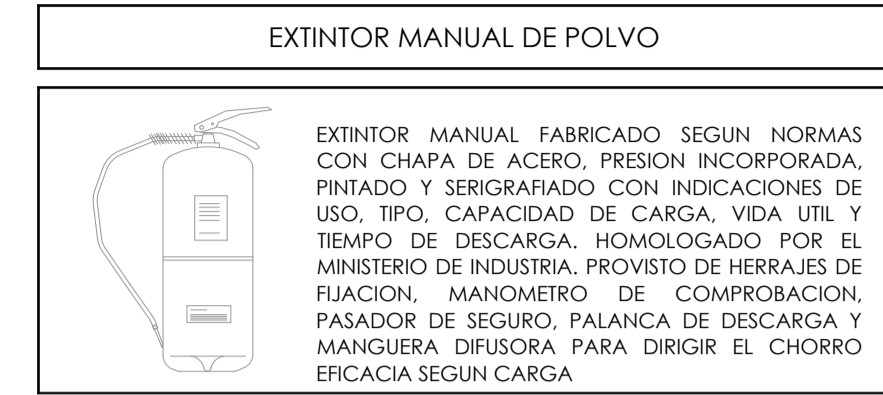 EXTINTOR MANUAL DE POLVO
EXTINTOR MANUAL FABRICADO SEGUN NORMAS
CON CHAPA DE ACERO, PRESION INCORPORADA,
PINTADO Y SERIGRAFIADO CON INDICACIONES DE
USO, TIPO, CAPACIDAD DE CARGA, VIDA UTIL Y
TIEMPO DE DESCARGA. HOMOLOGADO POR EL
MINISTERIO DE INDUSTRIA. PROVISTO DE HERRAJES DE
FIJACION, MANOMETRO DE COMPROBACION,
PASADOR DE SEGURO, PALANCA DE DESCARGA Y
MANGUERA DIFUSORA PARA DIRIGIR EL CHORRO
EFICACIA SEGUN CARGA